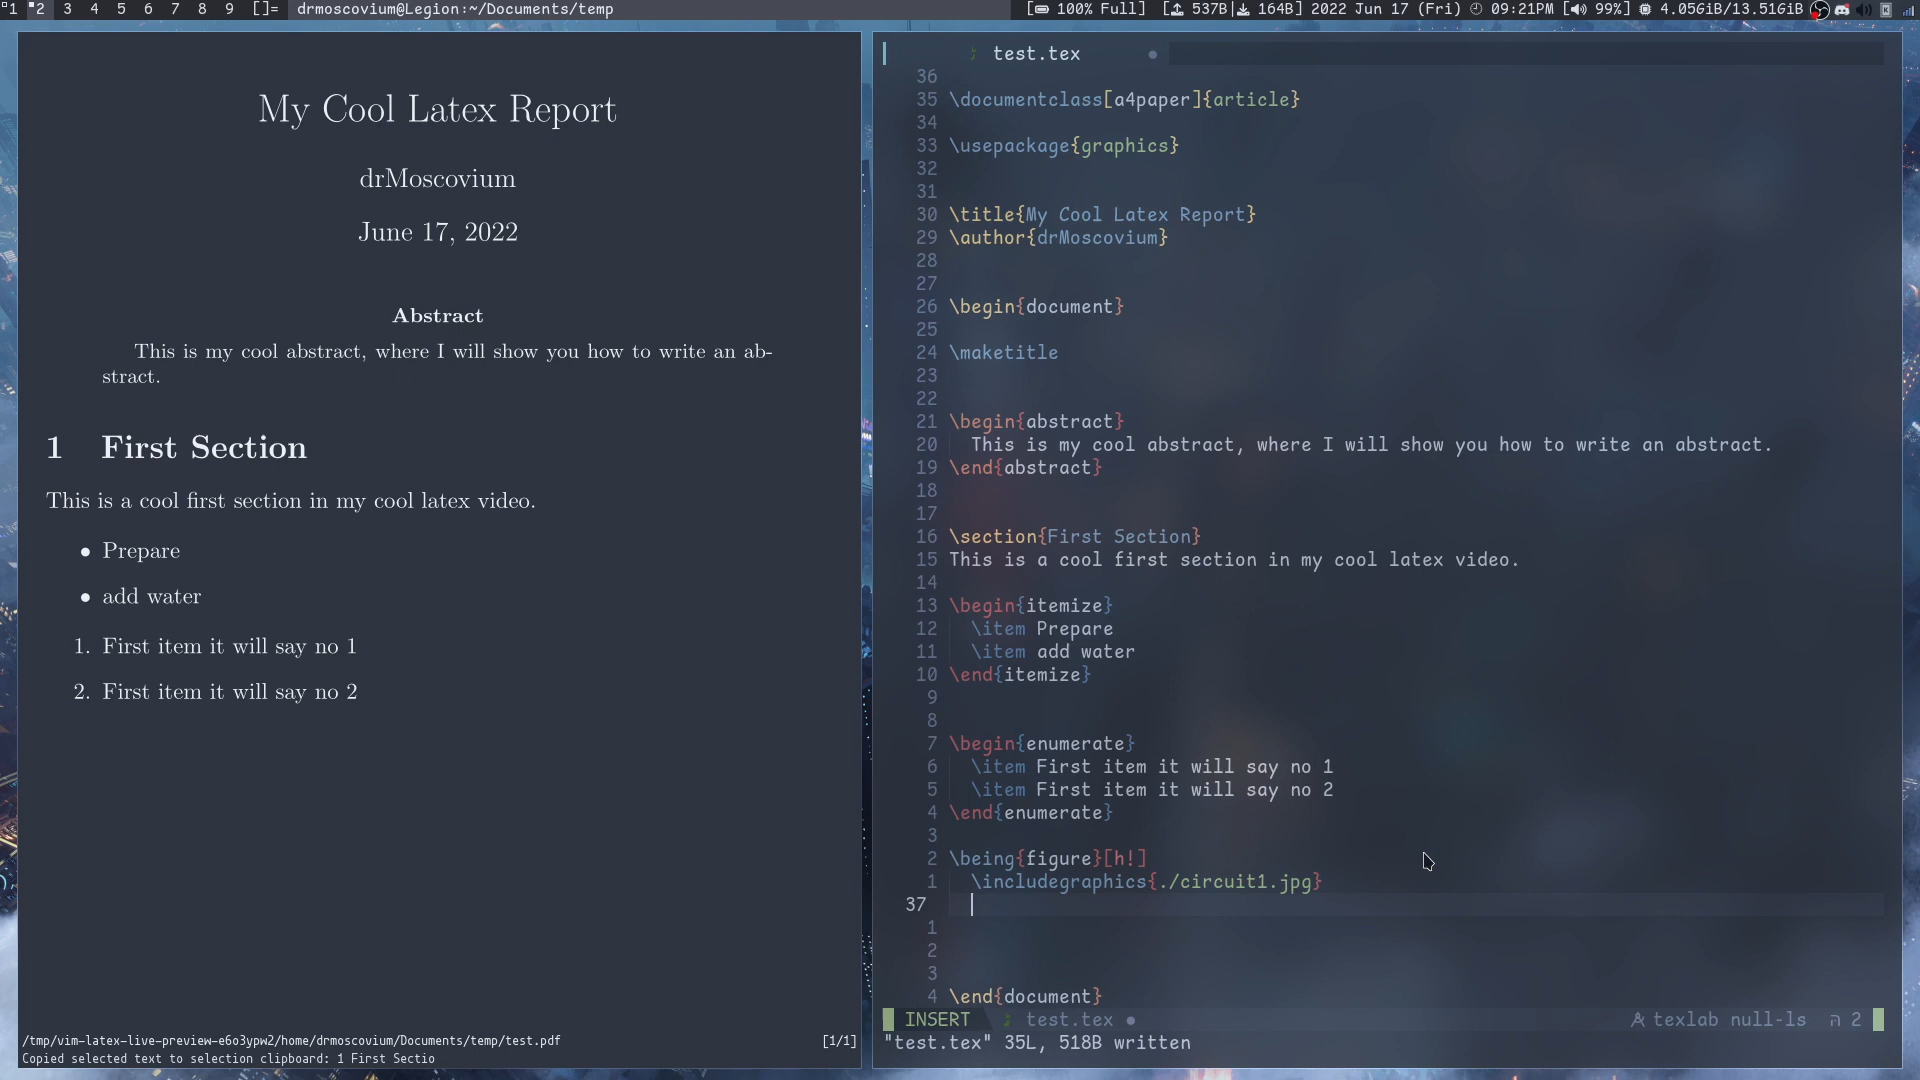 1 2 3 4 5 6 7 8 9 []= drmoscovium@Legion:~/Documents/temp [ 100% Full] [ 537B| 164B] 2022 Jun 17 (Fri) 09:21PM [ 99%] 4.05GiB/13.51GiB
My Cool Latex Report
drMoscovium
June 17, 2022
Abstract
This is my cool abstract, where I will show you how to write an ab-
stract.
1 First Section
This is a cool first section in my cool latex video.
• Prepare
• add water
1. First item it will say no 1
2. First item it will say no 2
/tmp/vim-latex-live-preview-e6o3ypw2/home/drmoscovium/Documents/temp/test.pdf [1/1]
Copied selected text to selection clipboard: 1 First Sectio
test.tex ●
36
35 \documentclass[a4paper]{article}
34
33 \usepackage{graphics}
32
31
30 \title{My Cool Latex Report}
29 \author{drMoscovium}
28
27
26 \begin{document}
25
24 \maketitle
23
22
21 \begin{abstract}
20 This is my cool abstract, where I will show you how to write an abstract.
19 \end{abstract}
18
17
16 \section{First Section}
15 This is a cool first section in my cool latex video.
14
13 \begin{itemize}
12 \item Prepare
11 \item add water
10 \end{itemize}
9
8
7 \begin{enumerate}
6 \item First item it will say no 1
5 \item First item it will say no 2
4 \end{enumerate}
3
2 \being{figure}[h!]
1 \includegraphics{./circuit1.jpg}
37
1
2
3
4 \end{document}
INSERT test.tex ● texlab null-ls 2
"test.tex" 35L, 518B written